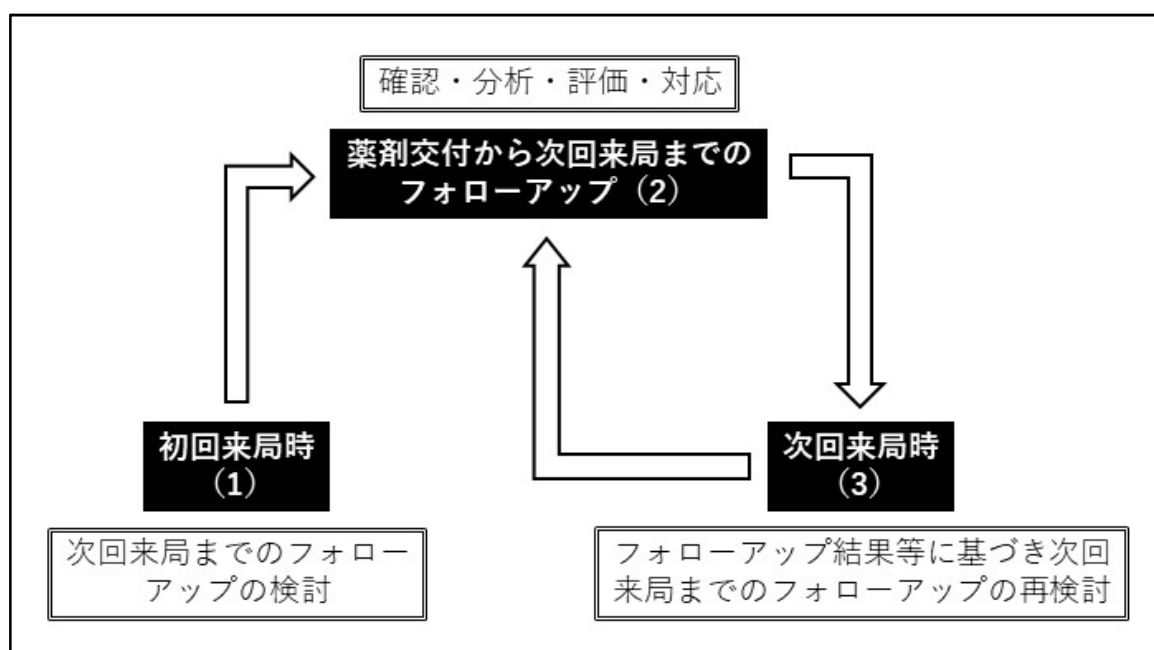 確認・分析・評価・対応
薬剤交付から次回来局までの
フォローアップ（2）
初回来局時
（1）
次回来局時
（3）
次回来局までのフォロー
アップの検討
フォローアップ結果等に基づき次回
来局までのフォローアップの再検討